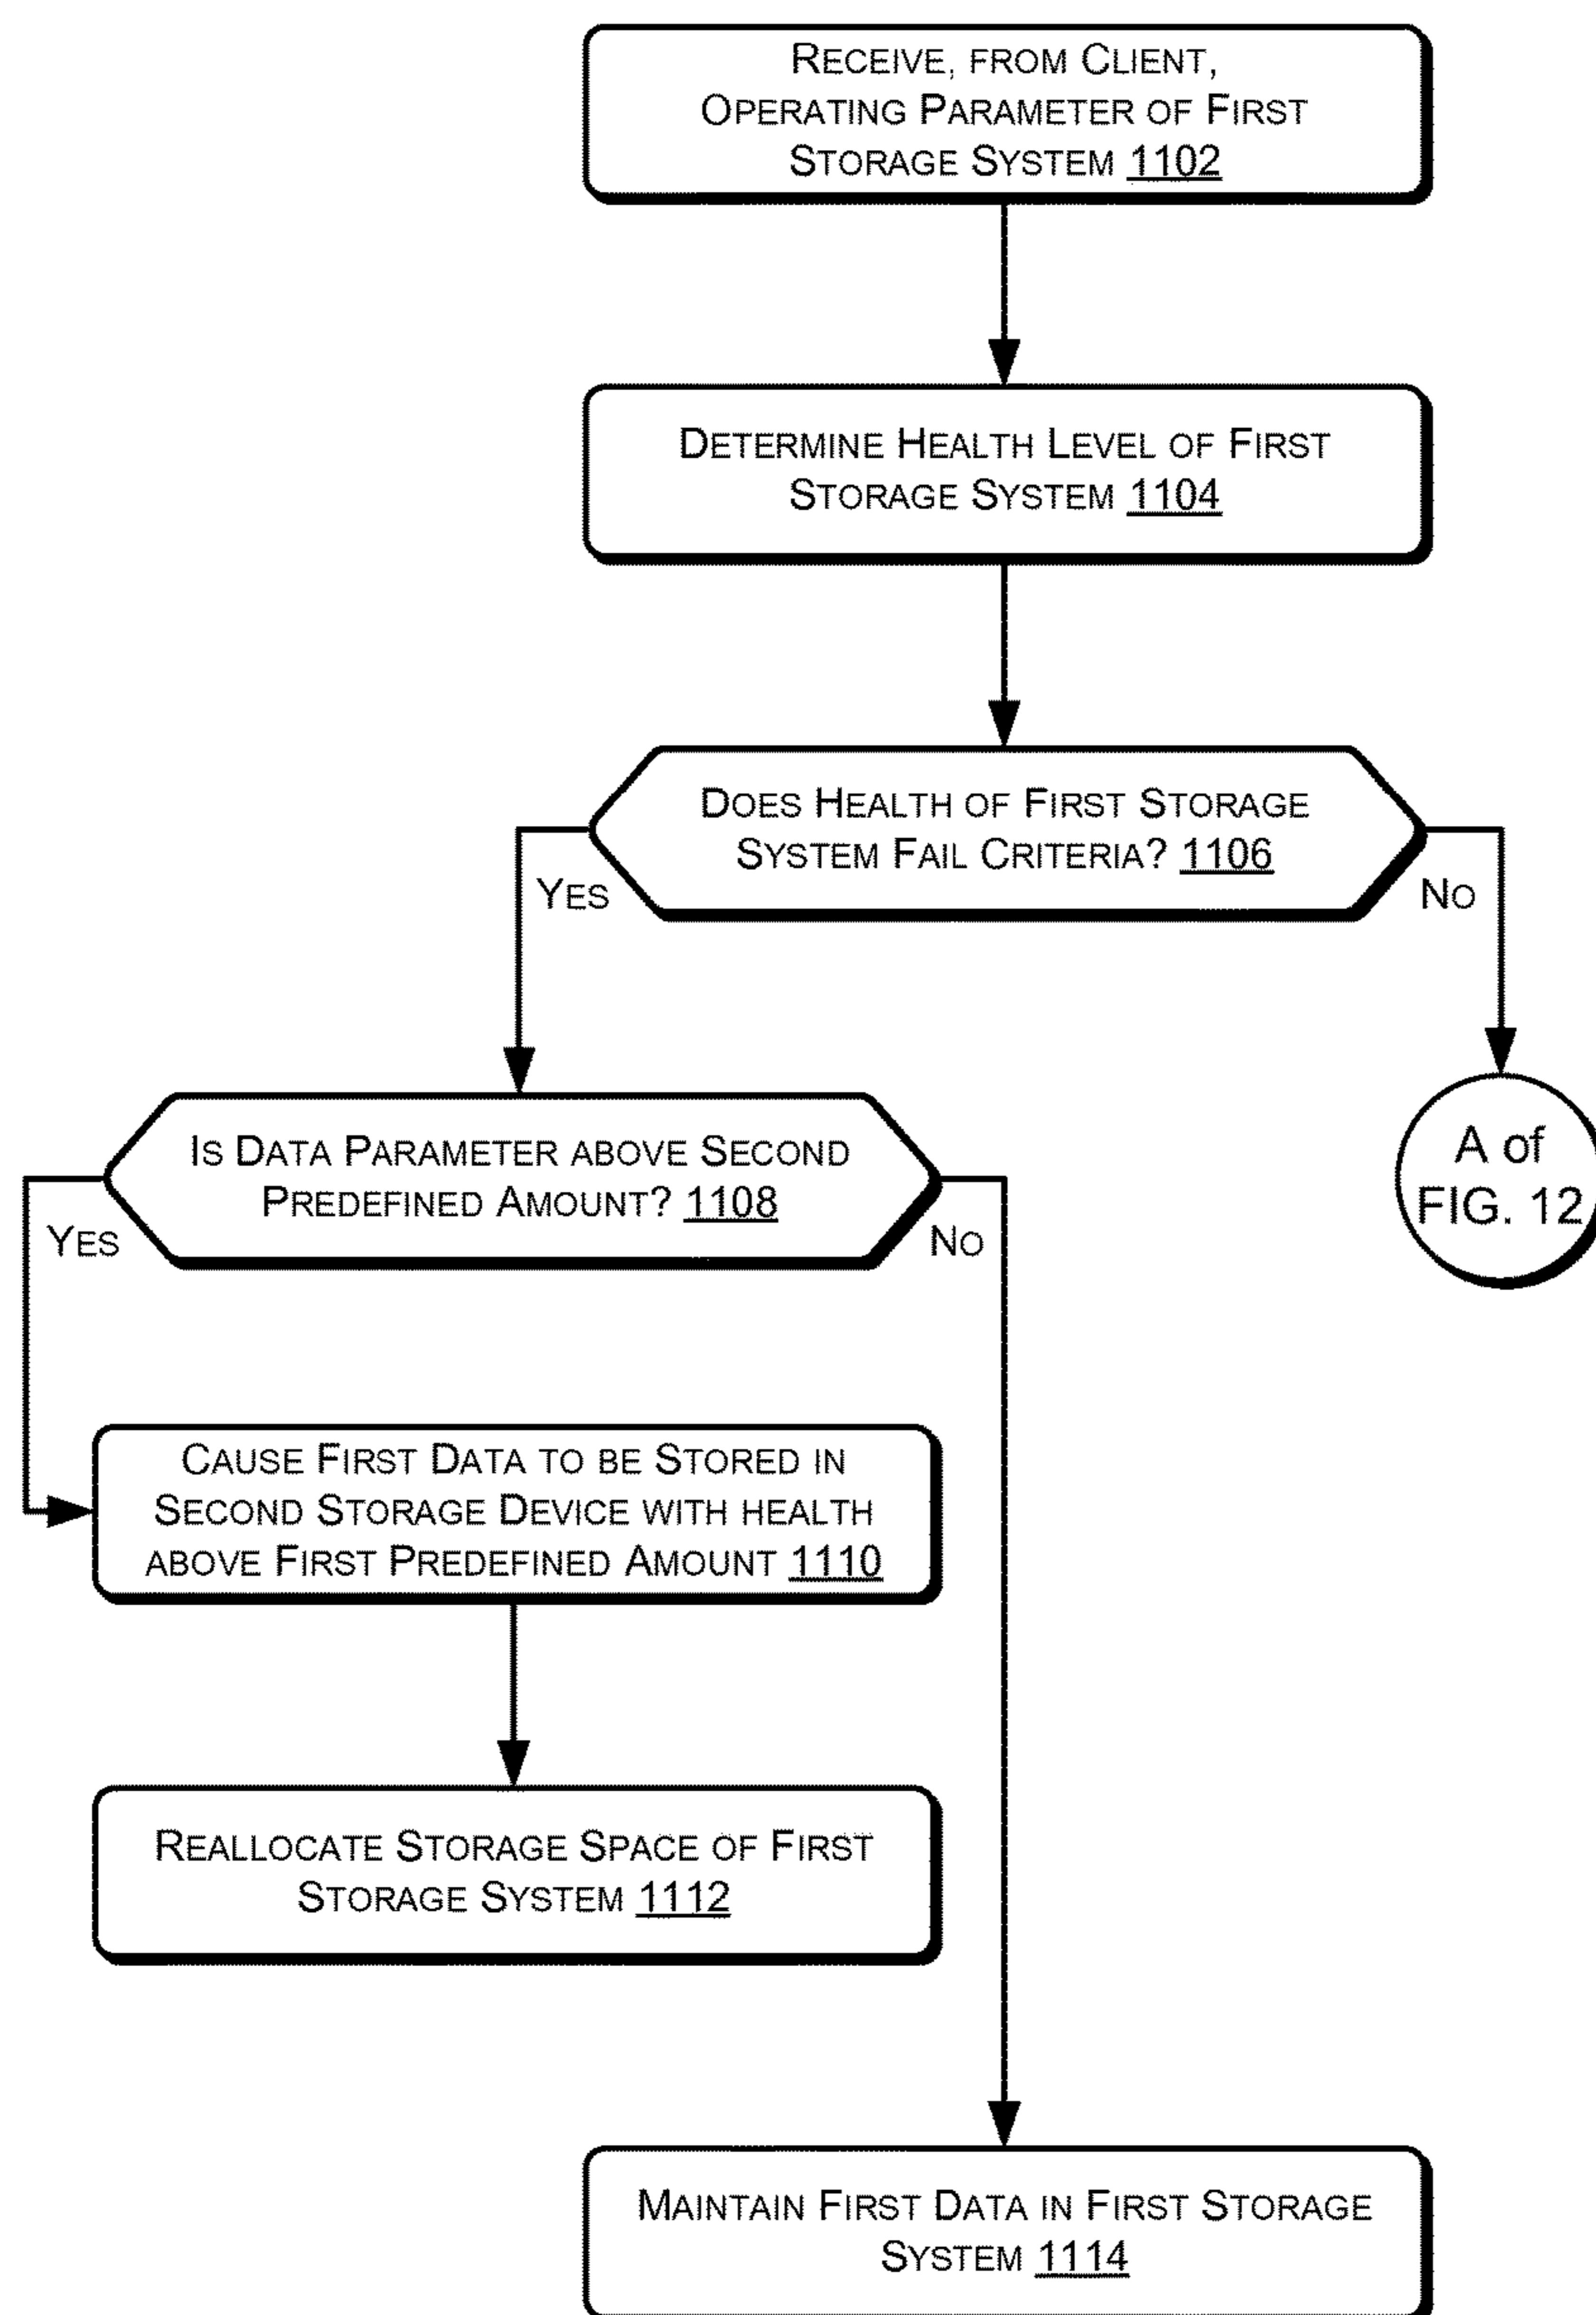 Receive, from Client,
Operating Parameter of First
Storage System 1102
Determine Health Level of First
Storage System 1104
Does Health of First Storage
System Fail Criteria? 1106
Yes
No
Is Data Parameter above Second
Predefined Amount? 1108
A of
FIG. 12
Yes
No
Cause First Data to be Stored in
Second Storage Device with health
above First Predefined Amount 1110
Reallocate Storage Space of First
Storage System 1112
Maintain First Data in First Storage
System 1114